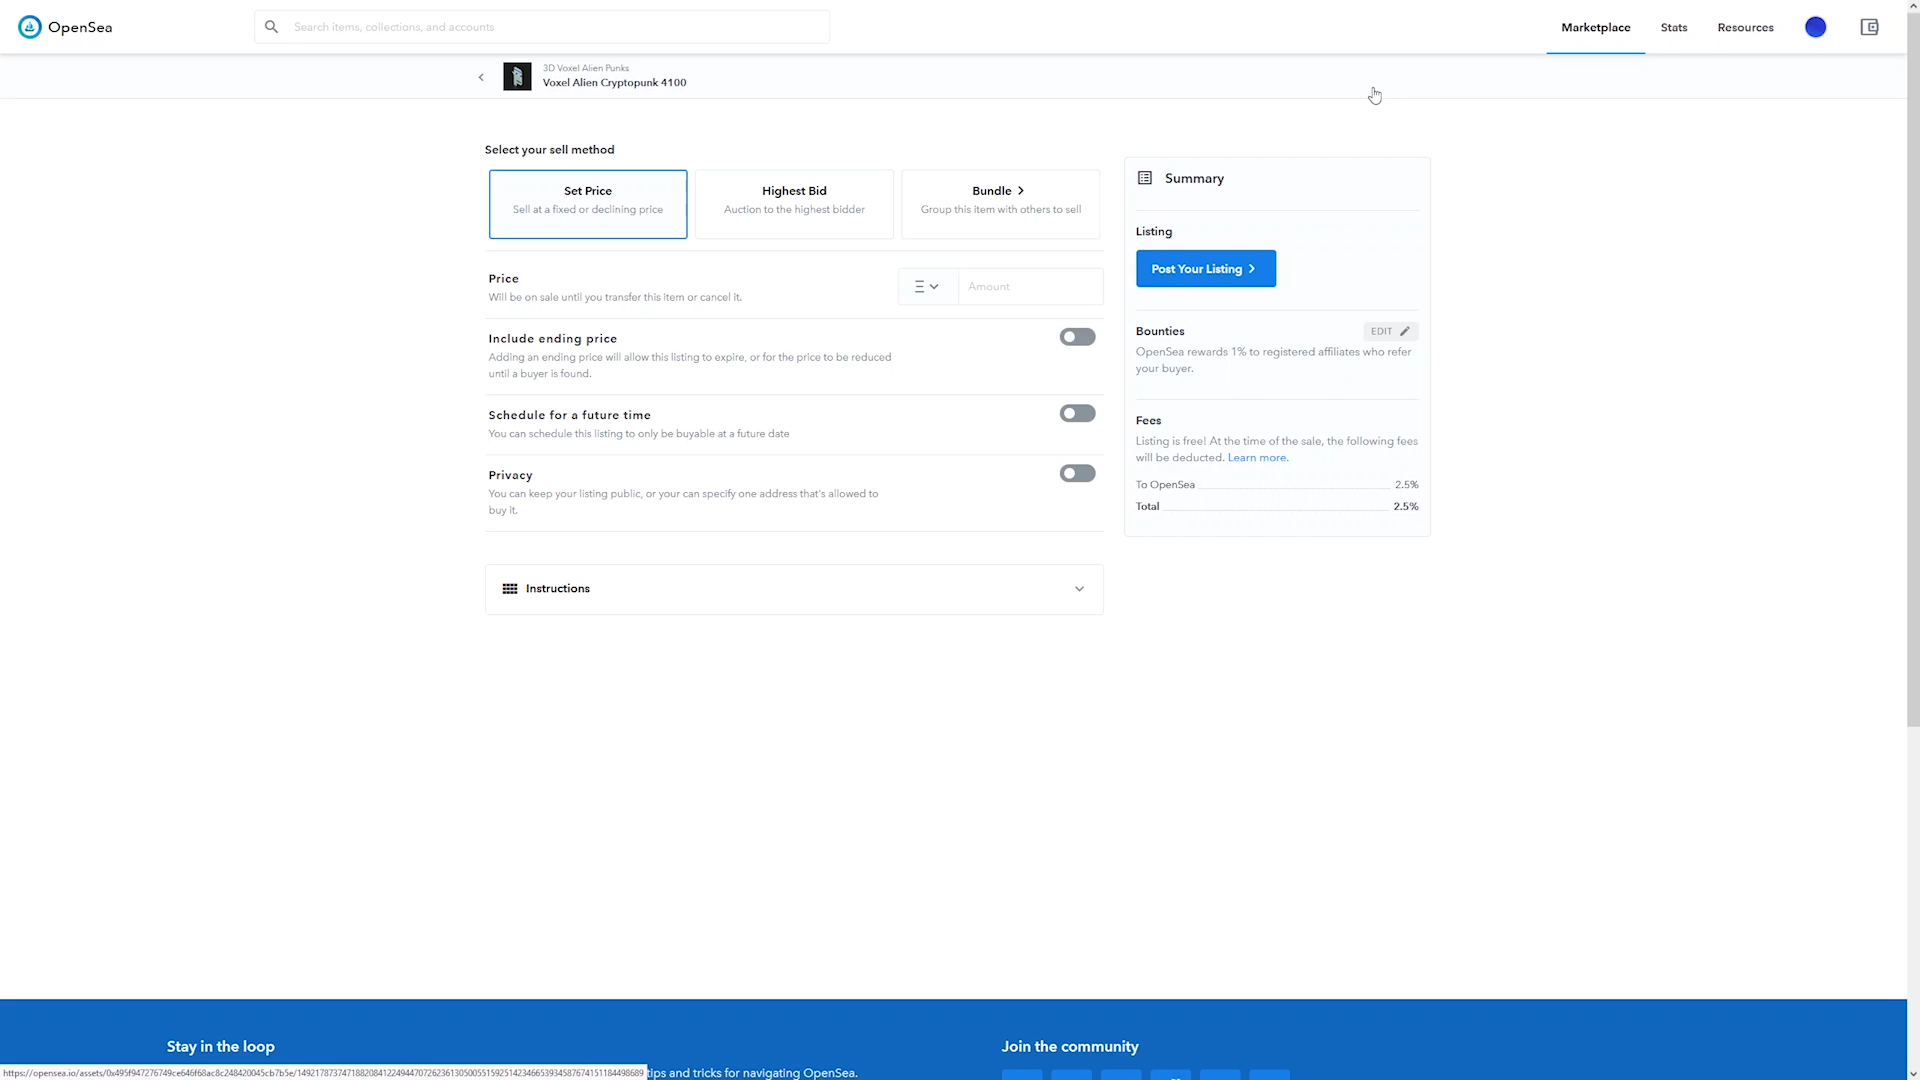 OpenSea
Search items, collections, and accounts
Marketplace
Stats
Resources
3D Voxel Alien Punks
Voxel Alien Cryptopunk 4100
Select your sell method
Set Price
Sell at a fixed or declining price
Highest Bid
Auction to the highest bidder
Bundle
Group this item with others to sell
Price
Will be on sale until you transfer this item or cancel it.
Amount
Include ending price
Adding an ending price will allow this listing to expire, or for the price to be reduced
until a buyer is found.
Schedule for a future time
You can schedule this listing to only be buyable at a future date
Privacy
You can keep your listing public, or your can specify one address that's allowed to
buy it.
Instructions
Summary
Listing
Post Your Listing
Bounties
EDIT
OpenSea rewards 1% to registered affiliates who refer
your buyer.
Fees
Listing is free! At the time of the sale, the following fees
will be deducted. Learn more.
To OpenSea 2.5%
Total 2.5%
Stay in the loop
Join the community
tips and tricks for navigating OpenSea.